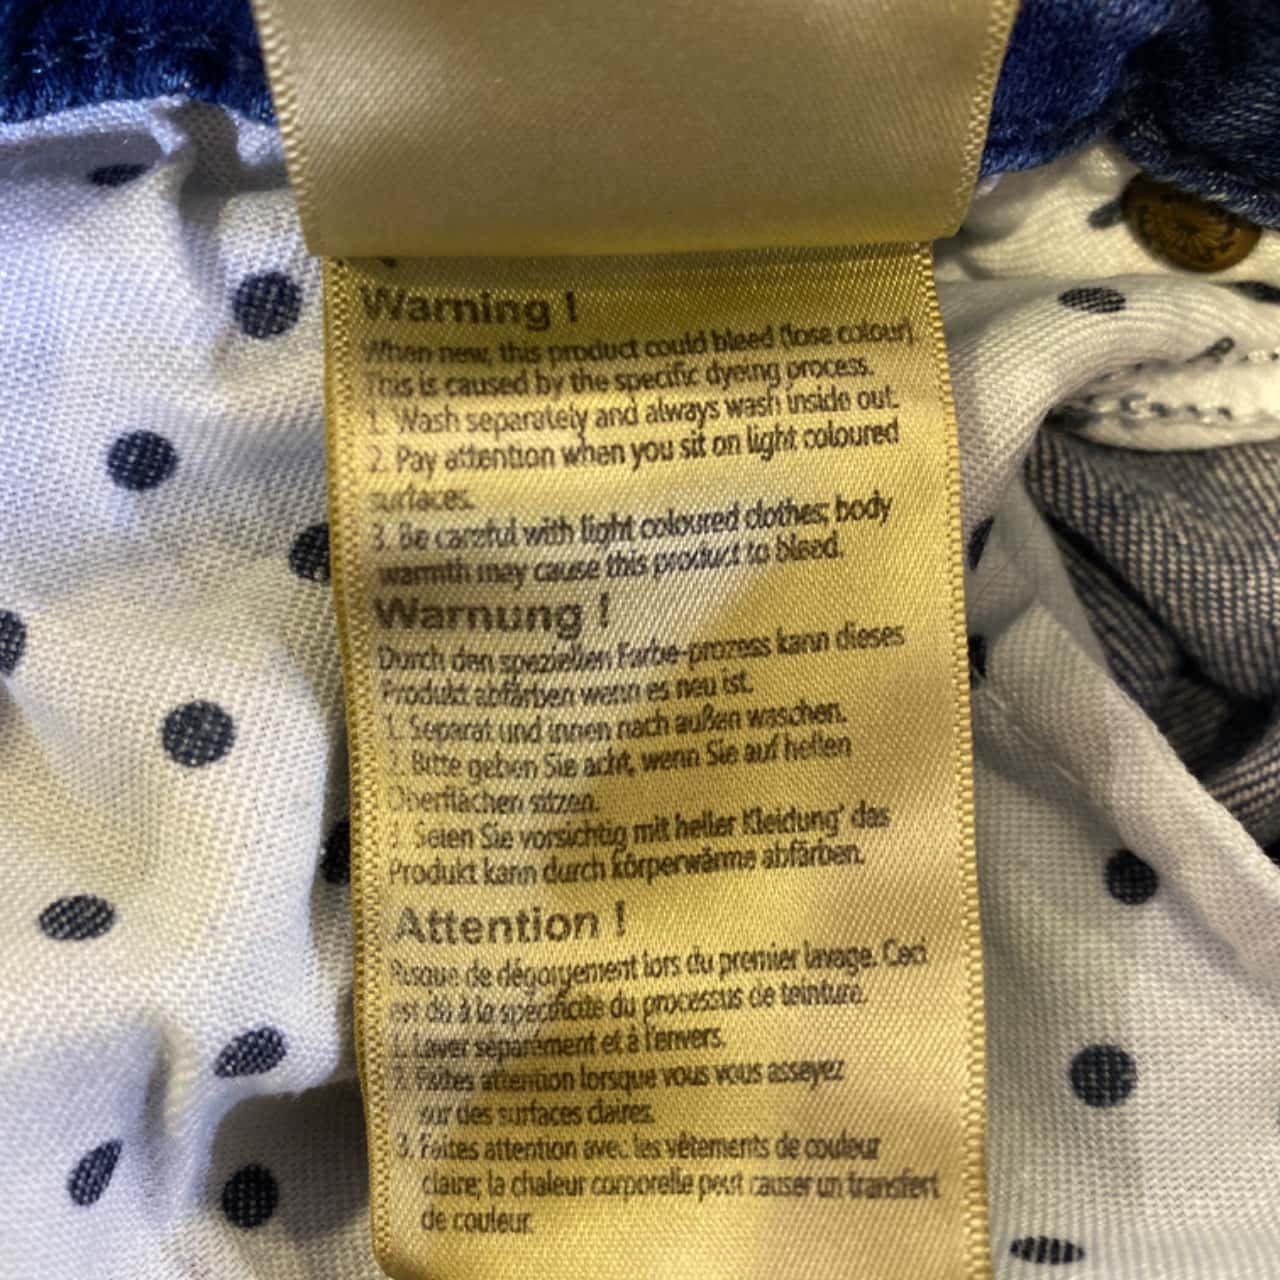 Warning !
When new, this product could bleed (lose colour)
This is caused by the specific dyeing process.
1. Wash separately and always wash inside out.
2. Pay attention when you sit on light coloured
surfaces.
3. Be careful with light coloured clothes; body
warmth may cause this product to bleed.
Warnung !
Durch den speziellen Farbe-prozess kann dieses
Produkt abfärben wenn es neu ist.
1. Separat und innen nach außen waschen.
2. Bitte geben Sie acht, wenn Sie auf hellen
Oberflächen sitzen.
3. Seien Sie vorsichtig mit heller Kleidung' das
Produkt kann durch körperwärme abfärben.
Attention !
Risque de dégorgement lors du premier lavage. Ceci
est dû à la spécificite du processus de teinture.
1. Laver séparément et à l'envers.
2. Faites attention lorsque vous vous asseyez
sur des surfaces claires.
3. Faites attention avec les vêtements de couleur
claire; la chaleur corporelle peut causer un transfert
de couleur.